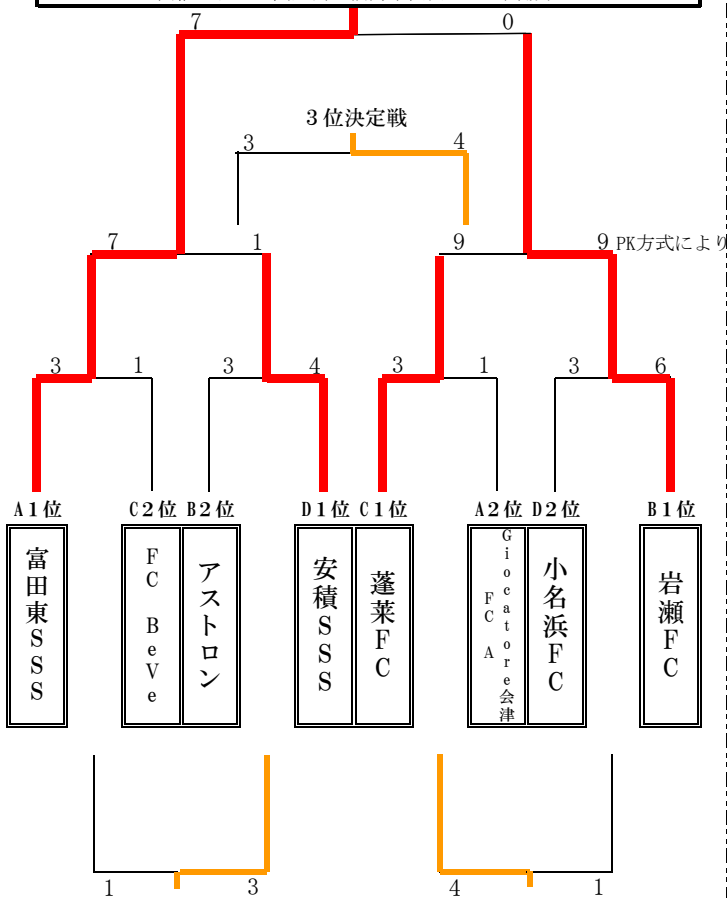 7 0
3位決定戦
3 4
7 1 9 9 PK方式により
3 1 3 4 3 1 3 6
A1位 C2位 B2位 D1位 C1位 A2位 D2位 B1位
富田東SSS
FC BeVe
アストロン
安積SSS
蓬莱FC
Giocatore会津
FC A
小名浜FC
岩瀬FC
1 3 4 1